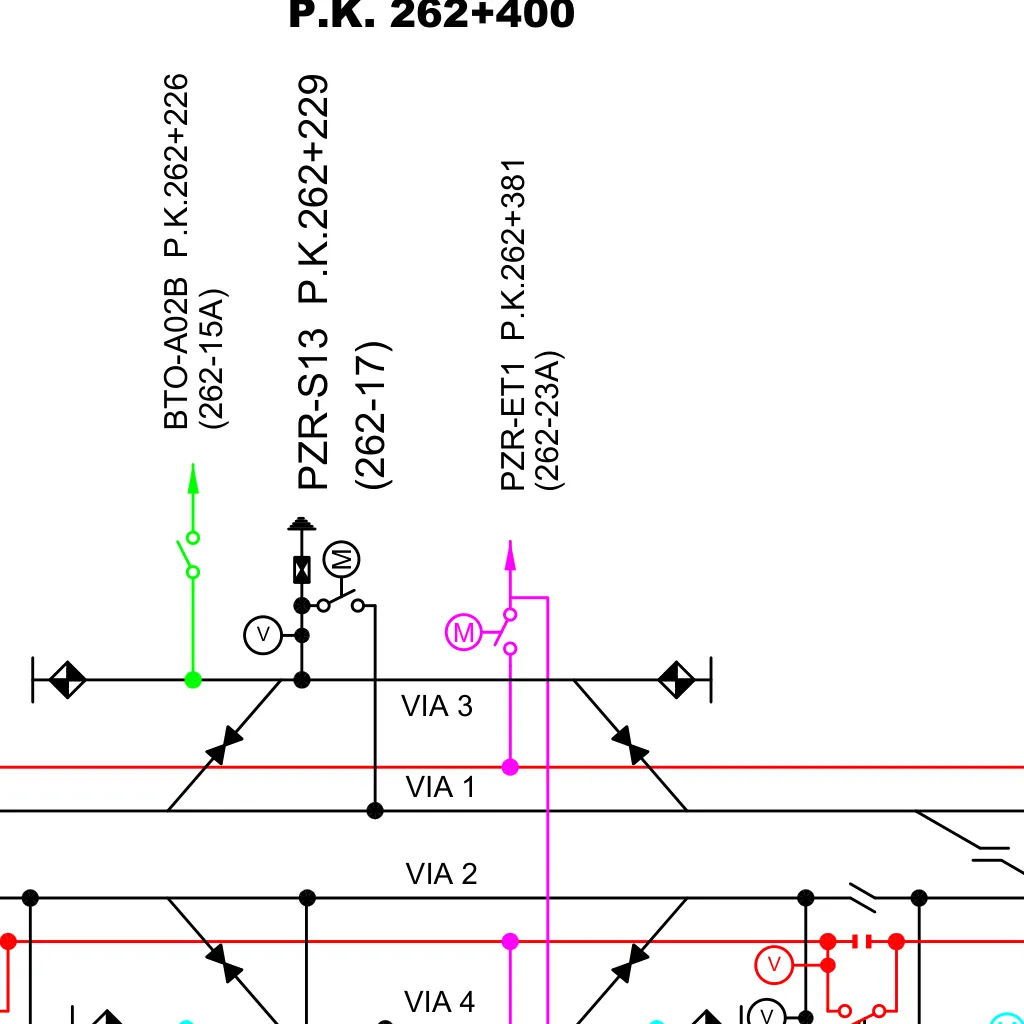 P.K. 262+400
BTO-A02B P.K.262+226
(262-15A)
PZR-S13 P.K.262+229
(262-17)
PZR-ET1 P.K.262+381
(262-23A)
M
V
M
VIA 3
VIA 1
VIA 2
V
VIA 4
V